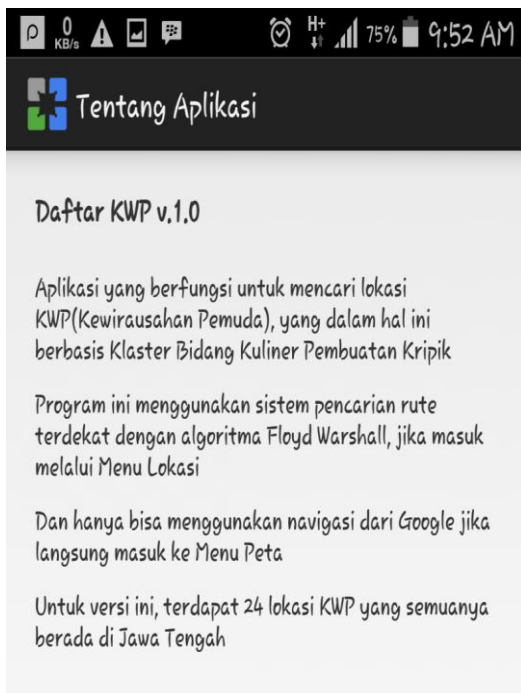 0 KB/s H+ 75% 9:52 AM
Tentang Aplikasi
Daftar KWP v.1.0
Aplikasi yang berfungsi untuk mencari lokasi
KWP(Kewirausahan Pemuda), yang dalam hal ini
berbasis Klaster Bidang Kuliner Pembuatan Kripik
Program ini menggunakan sistem pencarian rute
terdekat dengan algoritma Floyd Warshall, jika masuk
melalui Menu Lokasi
Dan hanya bisa menggunakan navigasi dari Google jika
langsung masuk ke Menu Peta
Untuk versi ini, terdapat 24 lokasi KWP yang semuanya
berada di Jawa Tengah